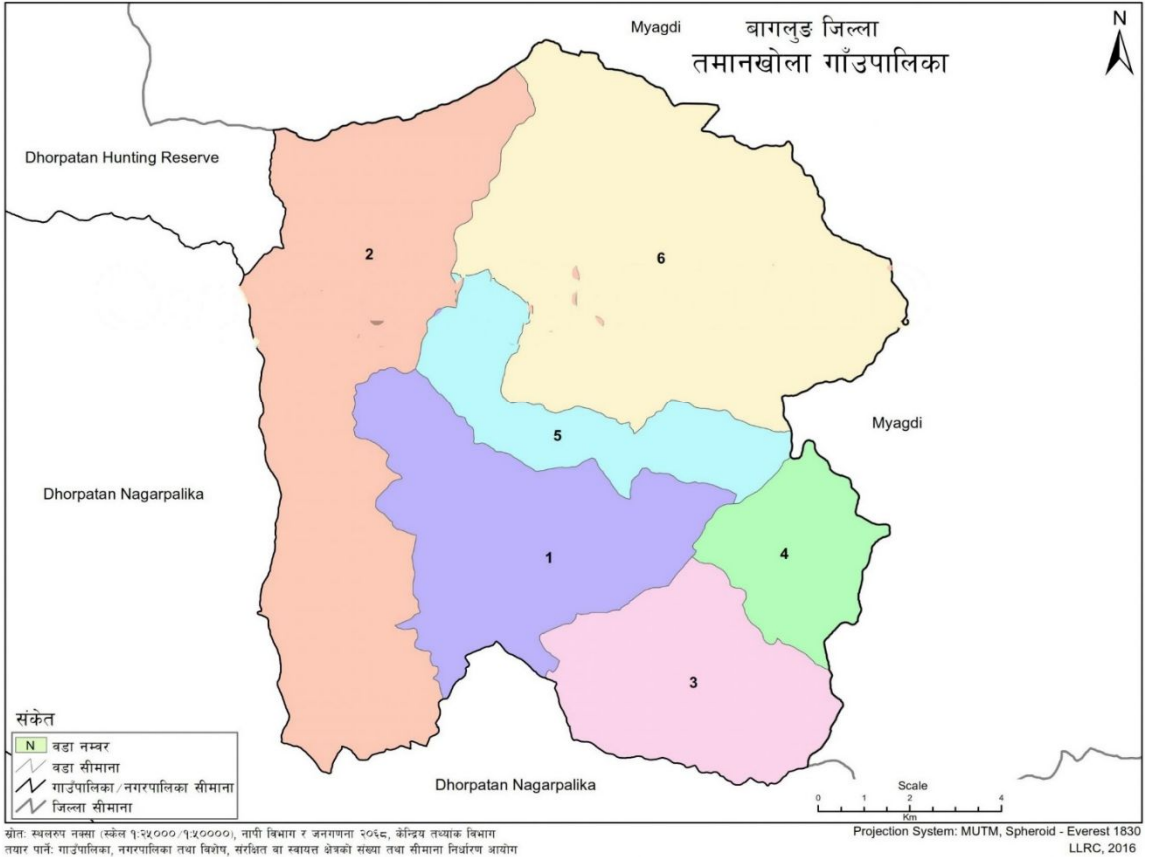 Myagdi
बागलुङ जिल्ला
तमानखोला गाँउपालिका
N
Dhorpatan Hunting Reserve
2
6
Myagdi
5
Dhorpatan Nagarpalika
1
4
3
संकेत
N वडा नम्बर
वडा सीमाना
गाउँपालिका/नगरपालिका सीमाना
जिल्ला सीमाना
Dhorpatan Nagarpalika
Scale
0 1 2 4
Km
स्रोतः स्थलरुप नक्सा (स्केल १:२५०००/१:५००००), नापी विभाग र जनगणना २०६८, केन्द्रिय तथ्यांक विभाग
तयार पार्नेः गाउँपालिका, नगरपालिका तथा विशेष, संरक्षित वा स्वायत्त क्षेत्रको संख्या तथा सीमाना निर्धारण आयोग
Projection System: MUTM, Spheroid - Everest 1830
LLRC, 2016